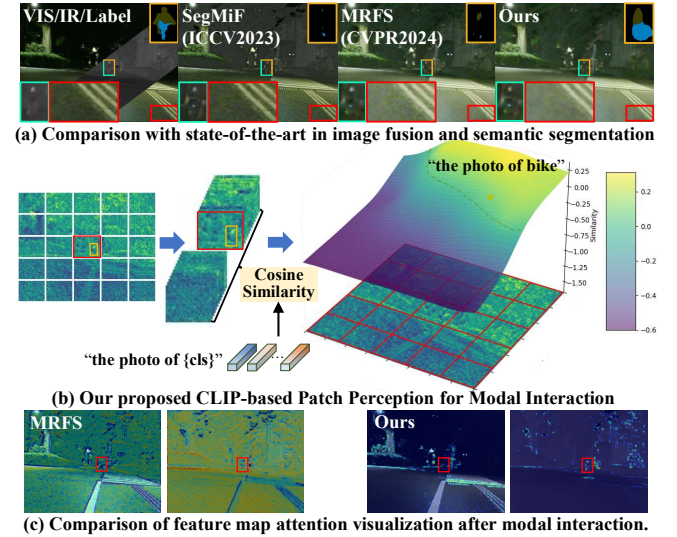 VIS/IR/Label SegMiF MRFS Ours
(ICCV2023) (CVPR2024)
(a) Comparison with state-of-the-art in image fusion and semantic segmentation
“the photo of bike”
0.25
0.00
−0.25
−0.50
−0.75
−1.00
−1.25
−1.50
Similarity
0.2
0.0
−0.2
−0.4
−0.6
Cosine
Similarity
“the photo of {cls}”
...
(b) Our proposed CLIP-based Patch Perception for Modal Interaction
MRFS Ours
(c) Comparison of feature map attention visualization after modal interaction.